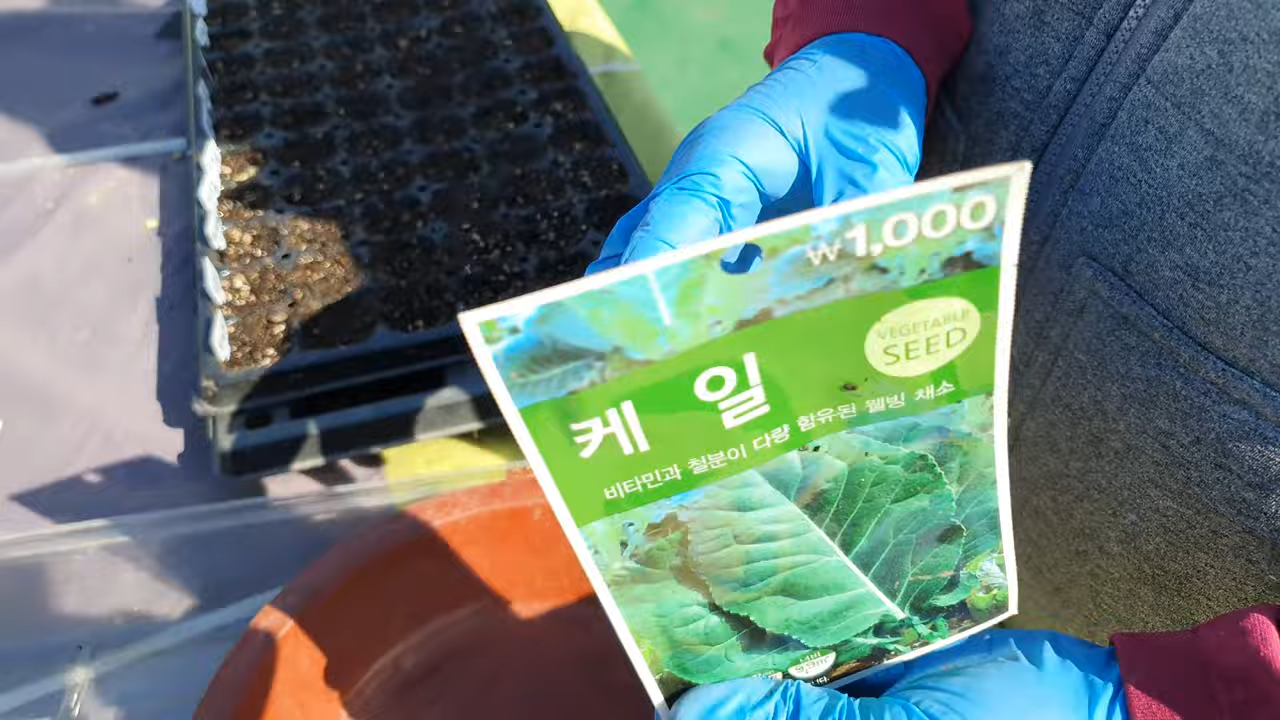 ₩1,000
VEGETABLE
SEED
케 일
비타민과 철분이 다량 함유된 웰빙 채소